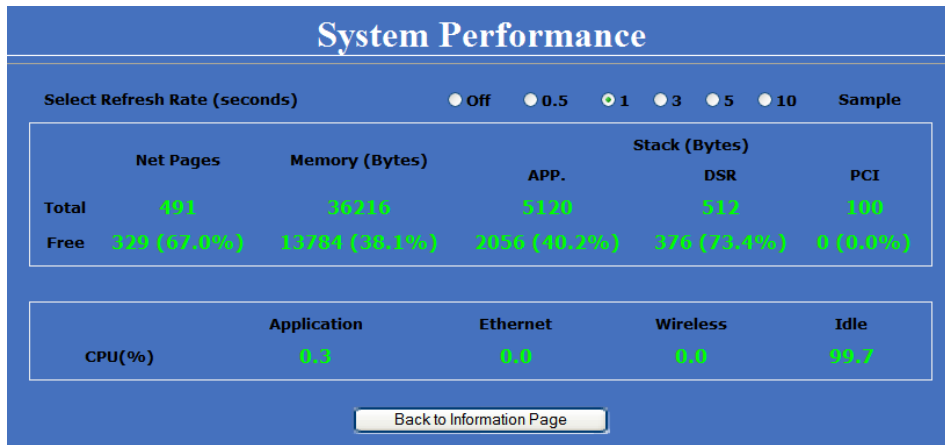 System Performance
Select Refresh Rate (seconds) Off 0.5 1 3 5 10 Sample
Stack (Bytes)
Net Pages Memory (Bytes)
APP. DSR PCI
Total 491 36216 5120 512 100
Free 329 (67.0%) 13784 (38.1%) 2056 (40.2%) 376 (73.4%) 0 (0.0%)
Application Ethernet Wireless Idle
CPU(%) 0.3 0.0 0.0 99.7
Back to Information Page